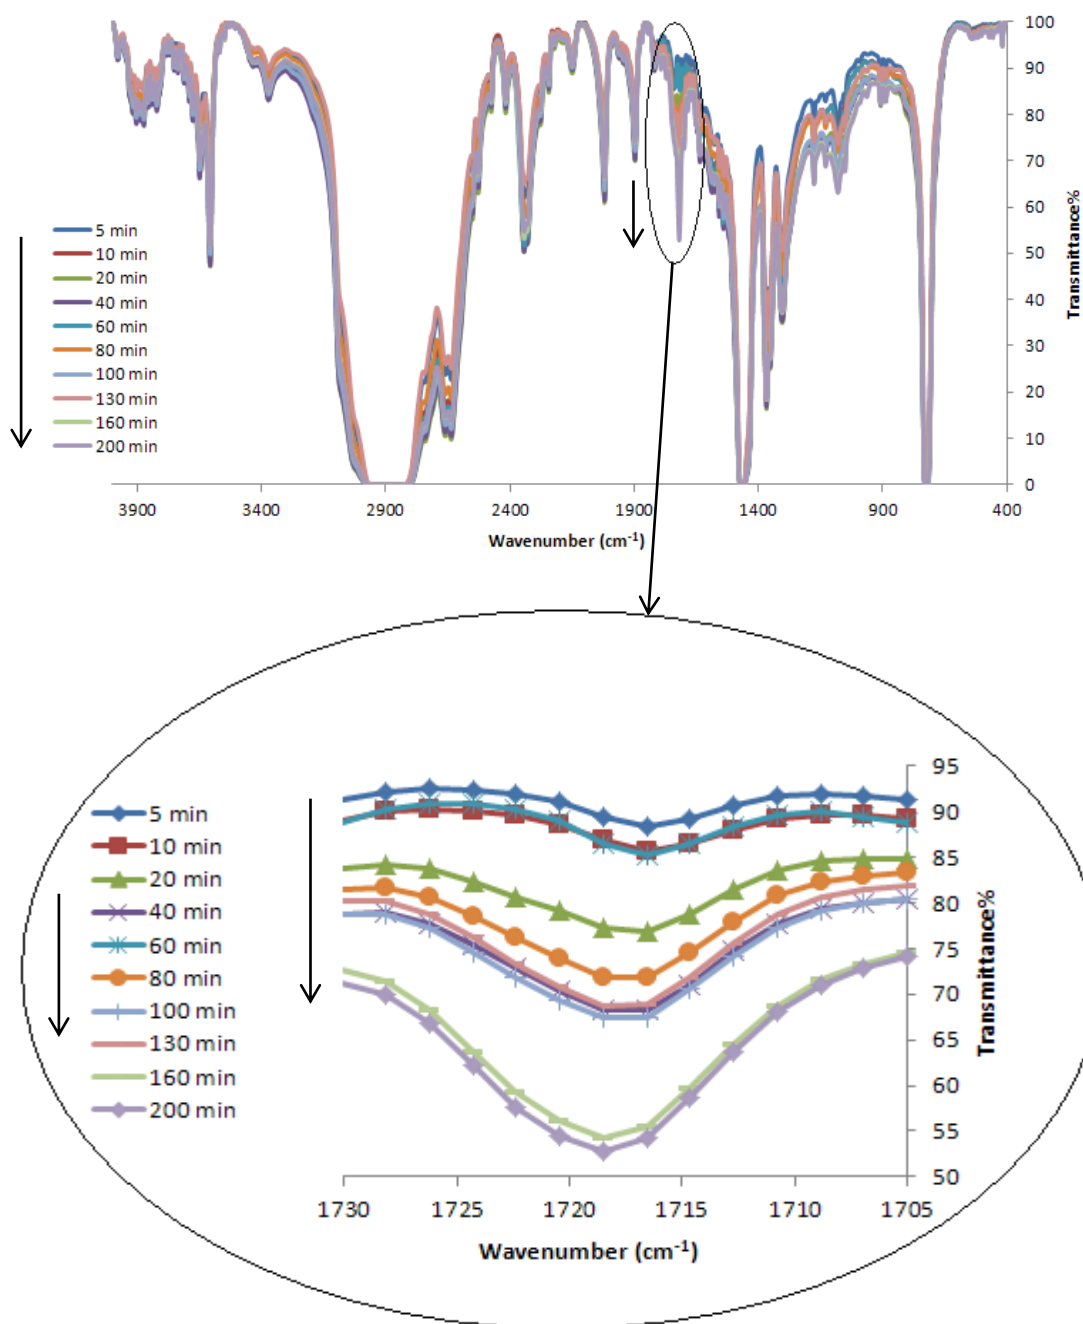 100
90
80
70
60
50
40
30
20
10
0
Transmittance%
5 min
10 min
20 min
40 min
60 min
80 min
100 min
130 min
160 min
200 min
3900 3400 2900 2400 1900 1400 900 400
Wavenumber (cm⁻¹)
95
90
85
80
75
70
65
60
55
50
Transmittance%
5 min
10 min
20 min
40 min
60 min
80 min
100 min
130 min
160 min
200 min
1730 1725 1720 1715 1710 1705
Wavenumber (cm⁻¹)